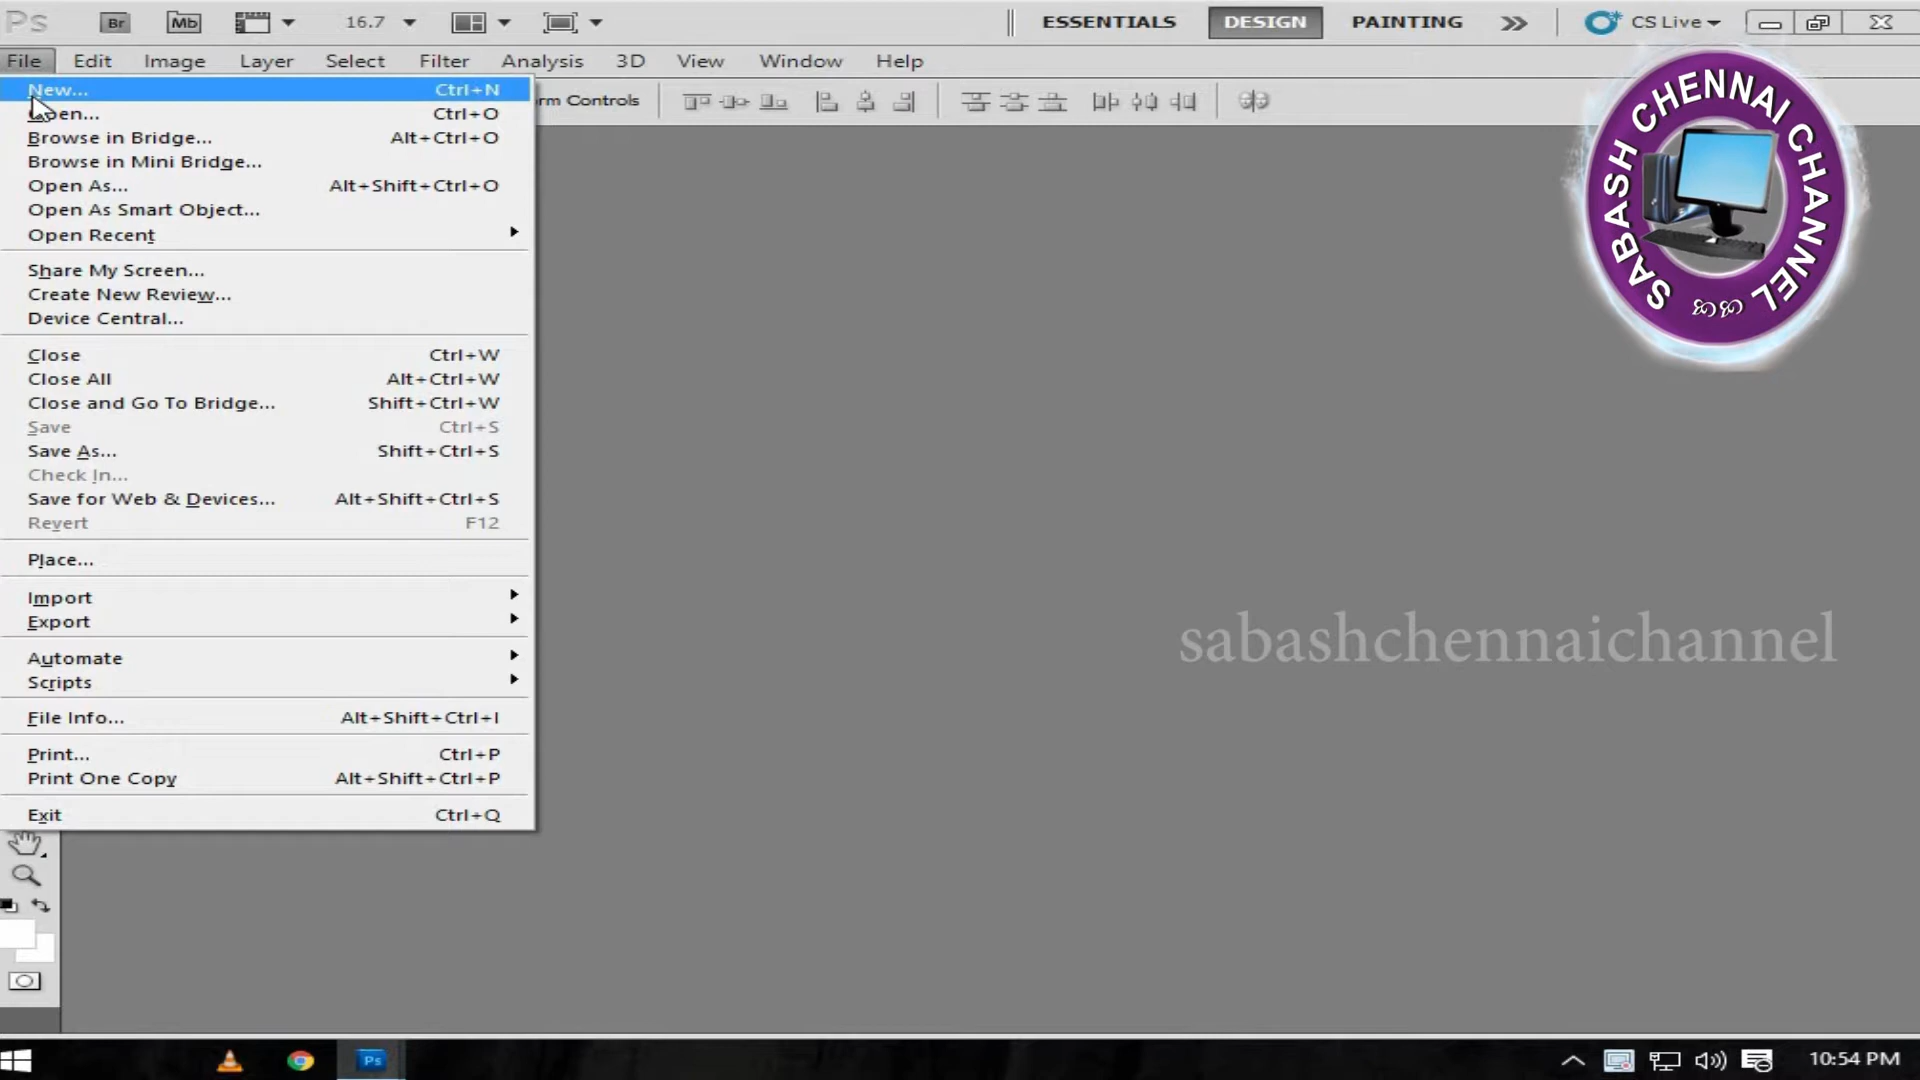 Ps Br Mb 16.7 ESSENTIALS DESIGN PAINTING CS Live
File Edit Image Layer Select Filter Analysis 3D View Window Help
New... Ctrl+N
Open... Ctrl+O
rm Controls
Browse in Bridge... Alt+Ctrl+O
Browse in Mini Bridge...
Open As... Alt+Shift+Ctrl+O
Open As Smart Object...
Open Recent
Share My Screen...
Create New Review...
Device Central...
Close Ctrl+W
Close All Alt+Ctrl+W
Close and Go To Bridge... Shift+Ctrl+W
Save Ctrl+S
Save As... Shift+Ctrl+S
Check In...
Save for Web & Devices... Alt+Shift+Ctrl+S
Revert F12
Place...
Import
Export
Automate
Scripts
File Info... Alt+Shift+Ctrl+I
Print... Ctrl+P
Print One Copy Alt+Shift+Ctrl+P
Exit Ctrl+Q
SABASH CHENNAI CHANNEL
sabashchennaichannel
Ps
10:54 PM